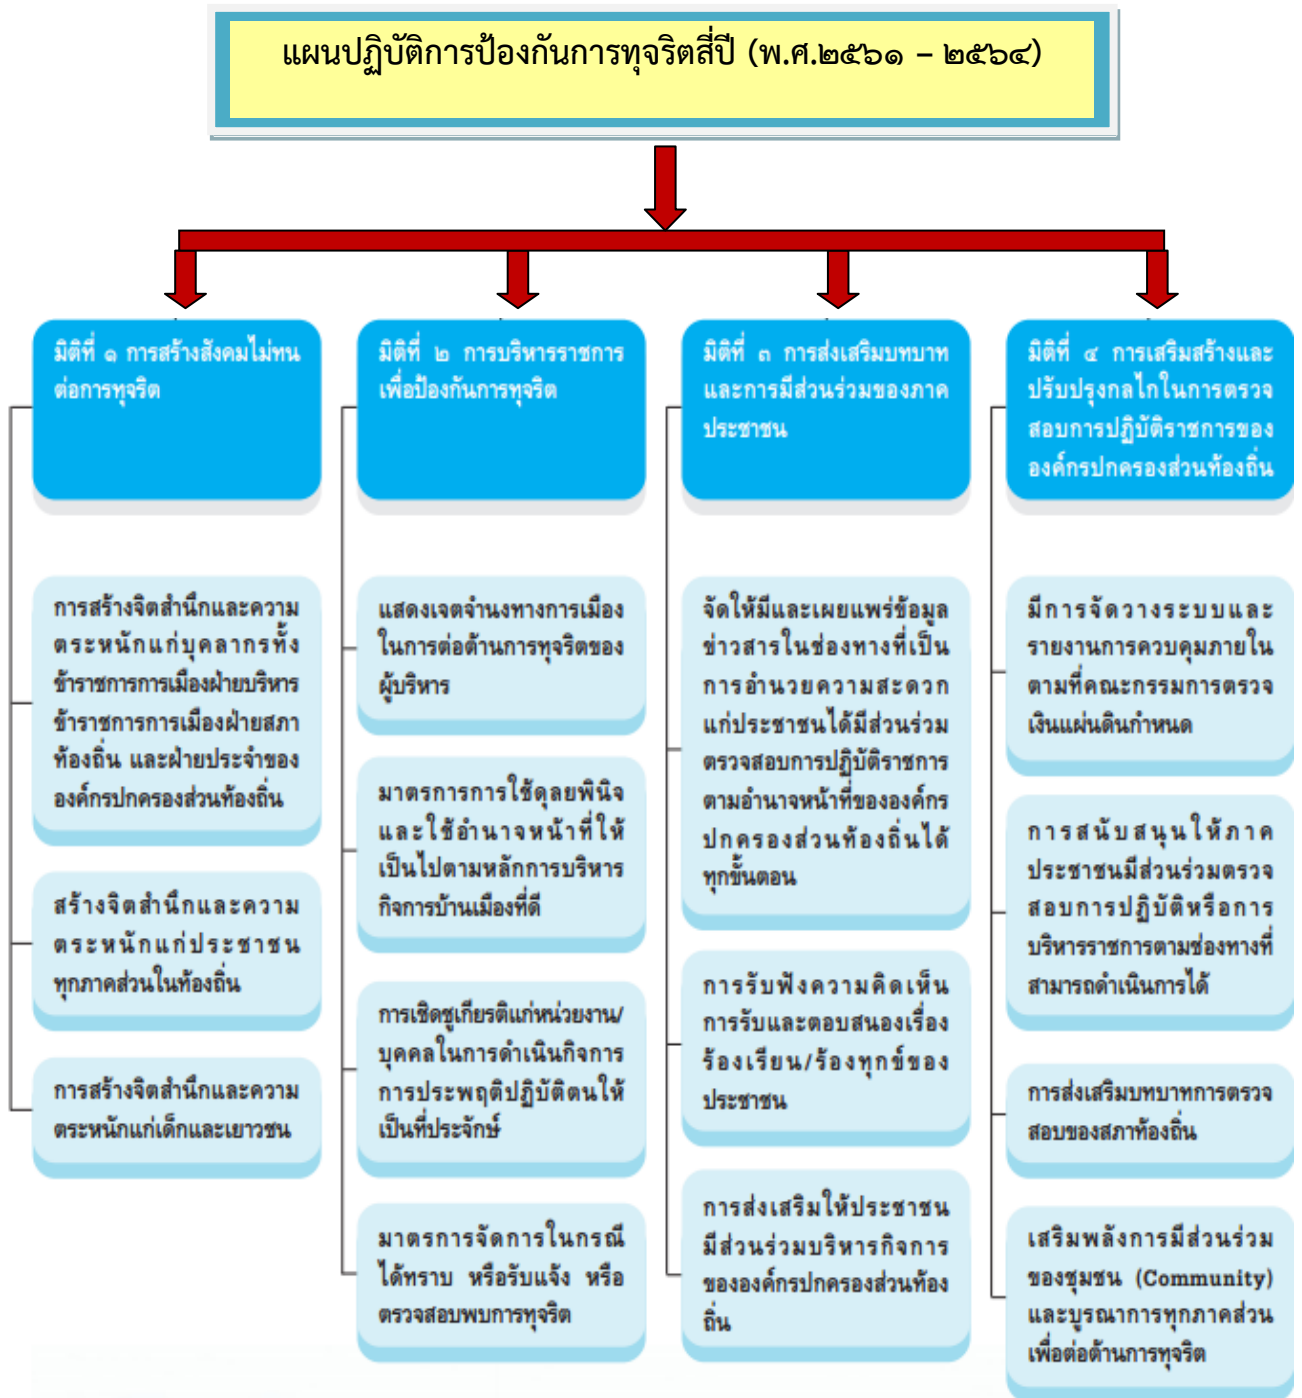 แผนปฏิบัติการป้องกันการทุจริตสี่ปี (พ.ศ.๒๕๖๑ – ๒๕๖๔)
มิติที่ ๑ การสร้างสังคมไม่ทน
ต่อการทุจริต
การสร้างจิตสำนึกและความ
ตระหนักแก่บุคลากรทั้ง
ข้าราชการการเมืองฝ่ายบริหาร
ข้าราชการการเมืองฝ่ายสภา
ท้องถิ่น และฝ่ายประจำของ
องค์กรปกครองส่วนท้องถิ่น
สร้างจิตสำนึกและความ
ตระหนักแก่ประชาชน
ทุกภาคส่วนในท้องถิ่น
การสร้างจิตสำนึกและความ
ตระหนักแก่เด็กและเยาวชน
มิติที่ ๒ การบริหารราชการ
เพื่อป้องกันการทุจริต
แสดงเจตจำนงทางการเมือง
ในการต่อต้านการทุจริตของ
ผู้บริหาร
มาตรการการใช้ดุลยพินิจ
และใช้อำนาจหน้าที่ให้
เป็นไปตามหลักการบริหาร
กิจการบ้านเมืองที่ดี
การเชิดชูเกียรติแก่หน่วยงาน/
บุคคลในการดำเนินกิจการ
การประพฤติปฏิบัติตนให้
เป็นที่ประจักษ์
มาตรการจัดการในกรณี
ได้ทราบ หรือรับแจ้ง หรือ
ตรวจสอบพบการทุจริต
มิติที่ ๓ การส่งเสริมบทบาท
และการมีส่วนร่วมของภาค
ประชาชน
จัดให้มีและเผยแพร่ข้อมูล
ข่าวสารในช่องทางที่เป็น
การอำนวยความสะดวก
แก่ประชาชนได้มีส่วนร่วม
ตรวจสอบการปฏิบัติราชการ
ตามอำนาจหน้าที่ขององค์กร
ปกครองส่วนท้องถิ่นได้
ทุกขั้นตอน
การรับฟังความคิดเห็น
การรับและตอบสนองเรื่อง
ร้องเรียน/ร้องทุกข์ของ
ประชาชน
การส่งเสริมให้ประชาชน
มีส่วนร่วมบริหารกิจการ
ขององค์กรปกครองส่วนท้อง
ถิ่น
มิติที่ ๔ การเสริมสร้างและ
ปรับปรุงกลไกในการตรวจ
สอบการปฏิบัติราชการของ
องค์กรปกครองส่วนท้องถิ่น
มีการจัดวางระบบและ
รายงานการควบคุมภายใน
ตามที่คณะกรรมการตรวจ
เงินแผ่นดินกำหนด
การสนับสนุนให้ภาค
ประชาชนมีส่วนร่วมตรวจ
สอบการปฏิบัติหรือการ
บริหารราชการตามช่องทางที่
สามารถดำเนินการได้
การส่งเสริมบทบาทการตรวจ
สอบของสภาท้องถิ่น
เสริมพลังการมีส่วนร่วม
ของชุมชน (Community)
และบูรณาการทุกภาคส่วน
เพื่อต่อต้านการทุจริต